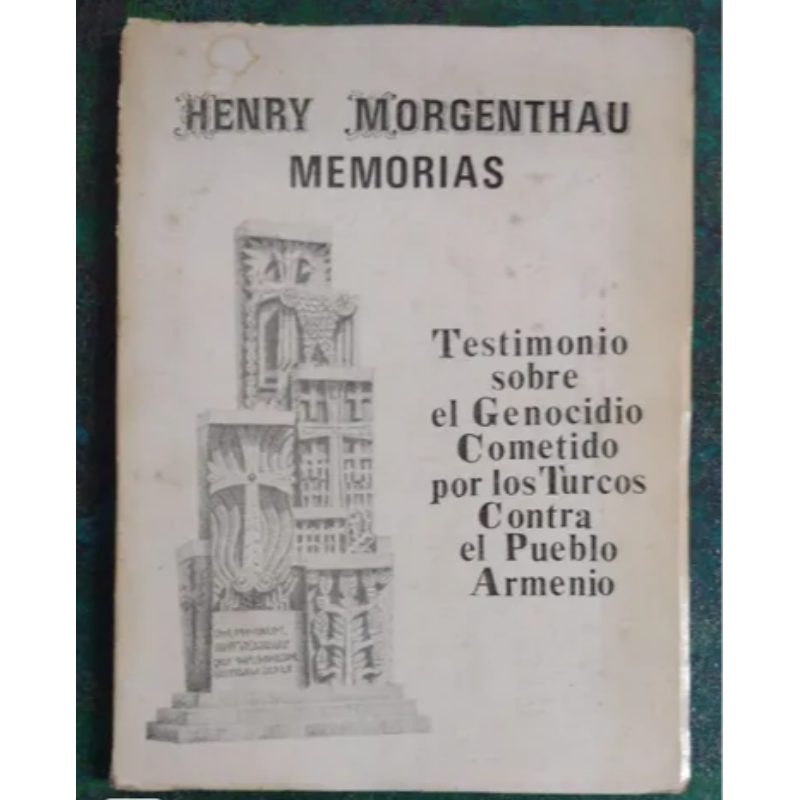 HENRY MORGENTHAU
MEMORIAS
Testimonio
sobre
el Genocidio
Cometido
por los Turcos
Contra
el Pueblo
Armenio